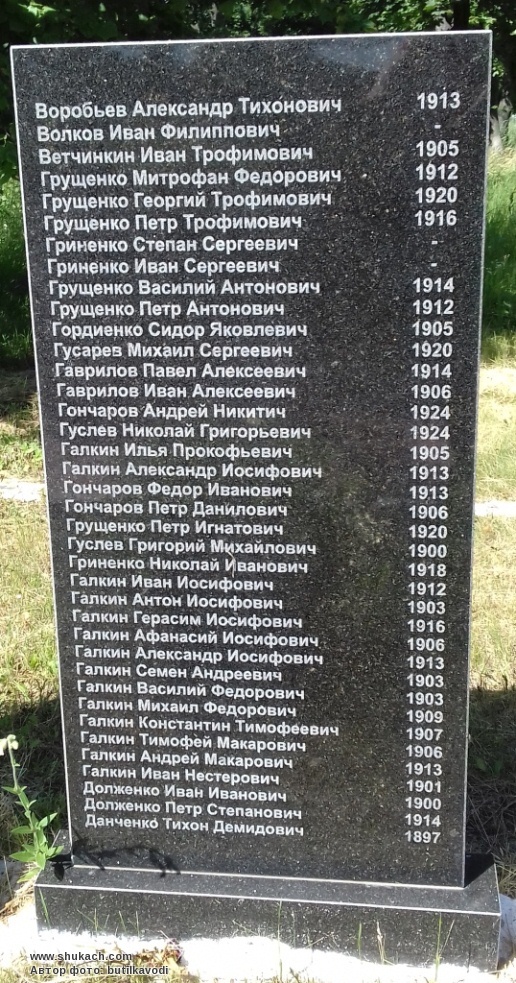 Воробьев Александр Тихонович 1913
Волков Иван Филиппович -
Ветчинкин Иван Трофимович 1905
Грущенко Митрофан Федорович 1912
Грущенко Георгий Трофимович 1920
Грущенко Петр Трофимович 1916
Гриненко Степан Сергеевич -
Гриненко Иван Сергеевич -
Грущенко Василий Антонович 1914
Грущенко Петр Антонович 1912
Гордиенко Сидор Яковлевич 1905
Гусарев Михаил Сергеевич 1920
Гаврилов Павел Алексеевич 1914
Гаврилов Иван Алексеевич 1906
Гончаров Андрей Никитич 1924
Гуслев Николай Григорьевич 1924
Галкин Илья Прокофьевич 1905
Галкин Александр Иосифович 1913
Гончаров Федор Иванович 1913
Гончаров Петр Данилович 1906
Грущенко Петр Игнатович 1920
Гуслев Григорий Михайлович 1900
Гриненко Николай Иванович 1918
Галкин Иван Иосифович 1912
Галкин Антон Иосифович 1903
Галкин Герасим Иосифович 1916
Галкин Афанасий Иосифович 1906
Галкин Александр Иосифович 1913
Галкин Семен Андреевич 1903
Галкин Василий Федорович 1903
Галкин Михаил Федорович 1909
Галкин Константин Тимофеевич 1907
Галкин Тимофей Макарович 1906
Галкин Андрей Макарович 1913
Галкин Иван Нестерович 1901
Долженко Иван Иванович 1900
Долженко Петр Степанович 1914
Данченко Тихон Демидович 1897
www.shukach.com
Автор фото: butilkavodi